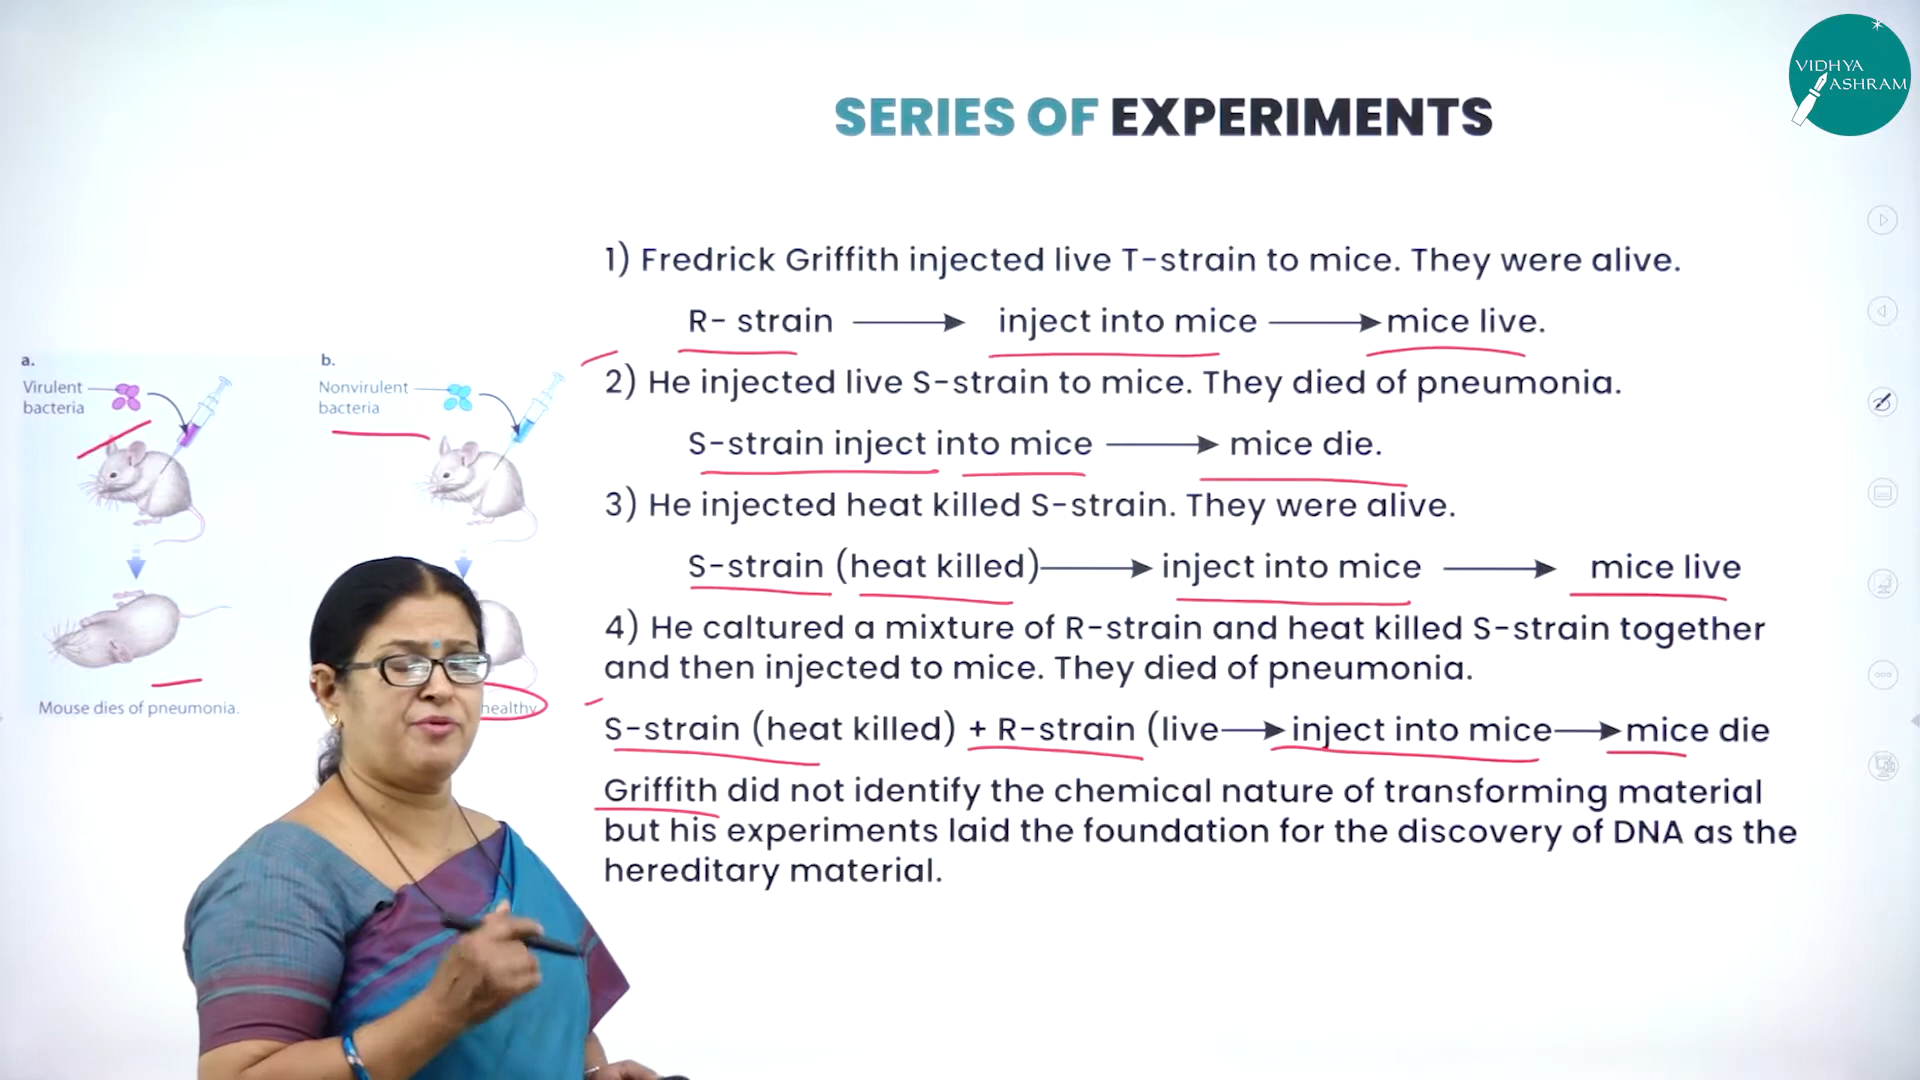 VIDHYA
ASHRAM
SERIES OF EXPERIMENTS
1) Fredrick Griffith injected live T-strain to mice. They were alive.
R- strain → inject into mice → mice live.
2) He injected live S-strain to mice. They died of pneumonia.
S-strain inject into mice → mice die.
3) He injected heat killed S-strain. They were alive.
S-strain (heat killed) → inject into mice → mice live
4) He caltured a mixture of R-strain and heat killed S-strain together
and then injected to mice. They died of pneumonia.
S-strain (heat killed) + R-strain (live → inject into mice → mice die
Griffith did not identify the chemical nature of transforming material
but his experiments laid the foundation for the discovery of DNA as the
hereditary material.
a.
Virulent
bacteria
Mouse dies of pneumonia.
b.
Nonvirulent
bacteria
healthy